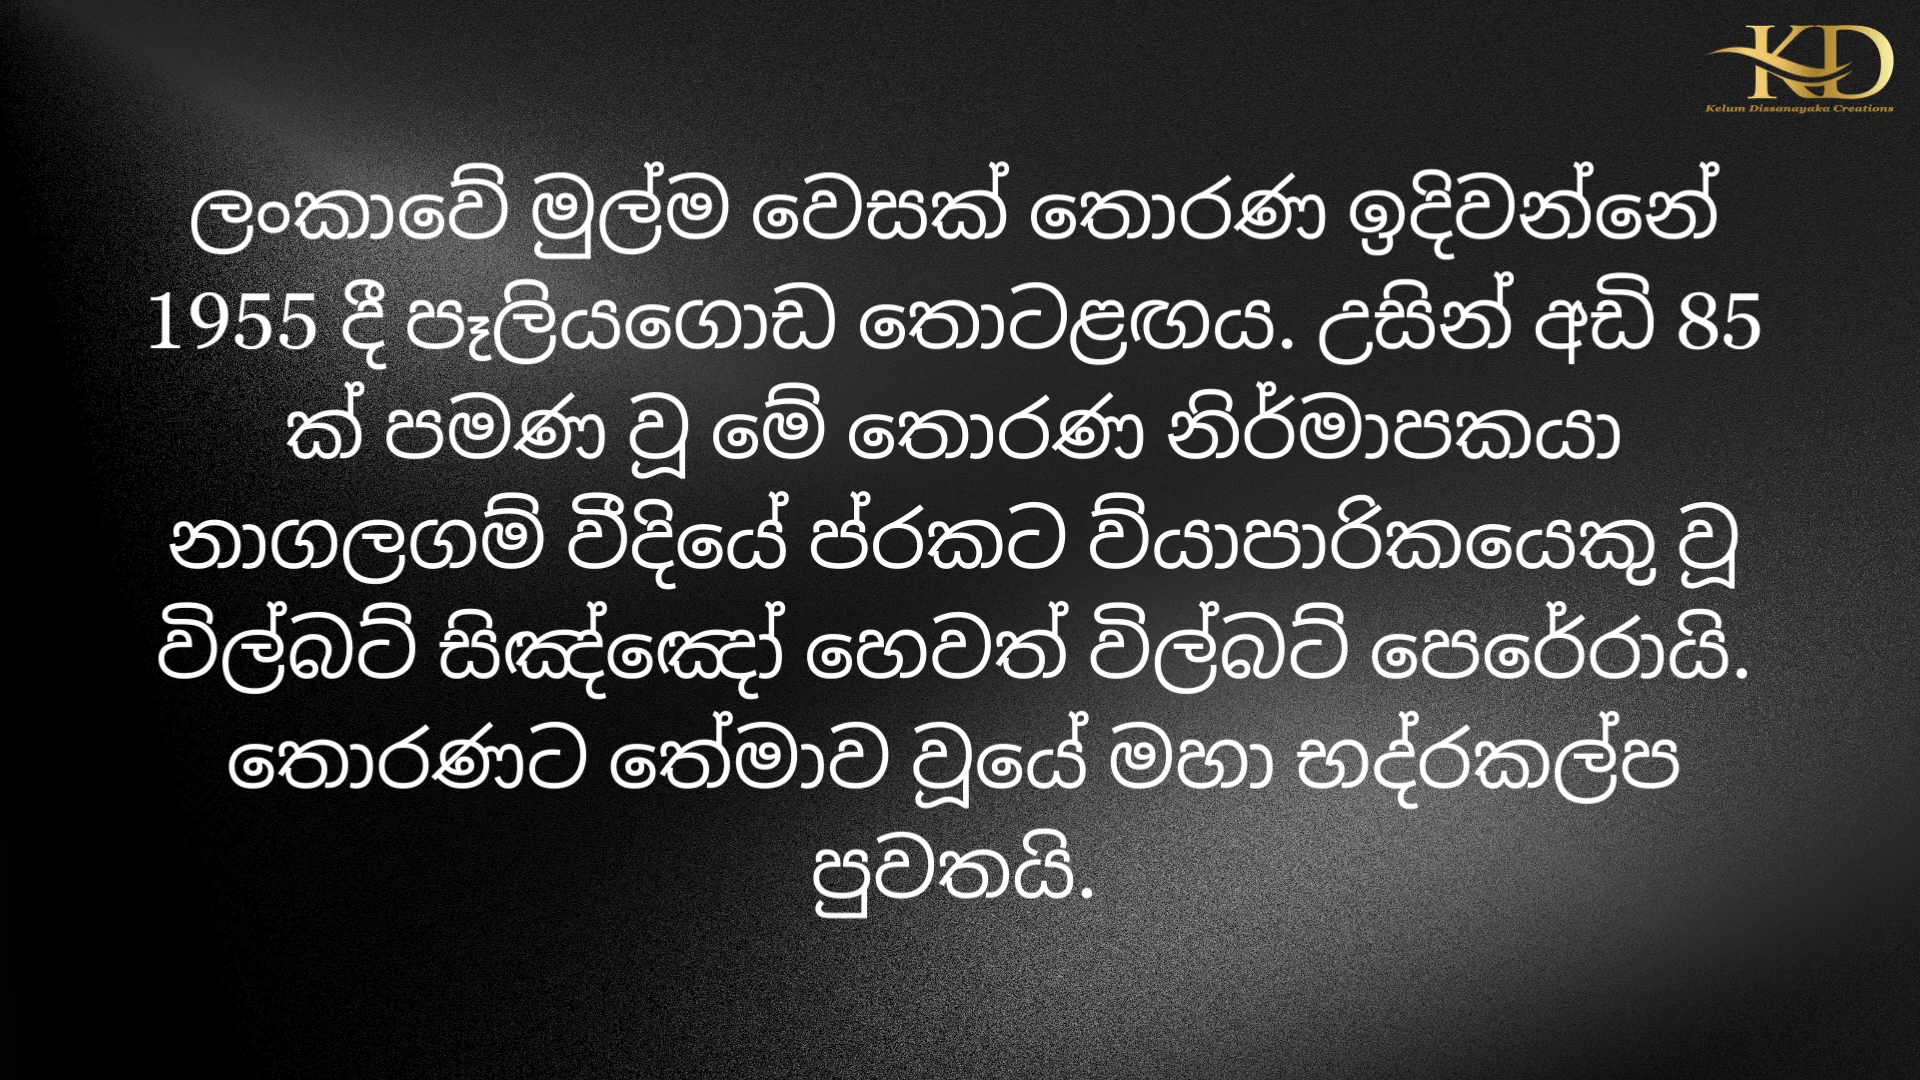 KD
Kelum Dissanayaka Creations
ලංකාවේ මුල්ම වෙසක් තොරණ ඉදිවන්නේ
1955 දී පෑලියගොඩ තොටළඟය. උසින් අඩි 85
ක් පමණ වූ මේ තොරණ නිර්මාපකයා
නාගලගම් වීදියේ ප්රකට ව්යාපාරිකයෙකු වූ
විල්බට් සිඤ්ඤෝ හෙවත් විල්බට් පෙරේරායි.
තොරණට තේමාව වූයේ මහා භද්රකල්ප
පුවතයි.